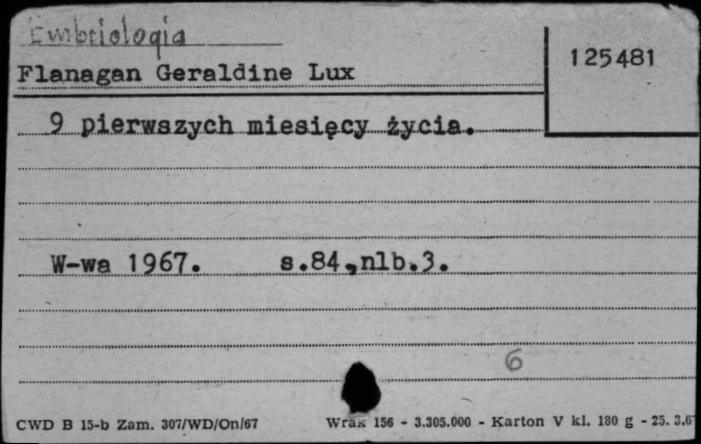 Embriologia
125481
Flanagan Geraldine Lux
9 pierwszych miesięcy życia.
W-wa 1967. s.84,nlb.3.
6
CWD B 15-b Zam. 307/WD/On/67 Wrak 156 - 3.305.000 - Karton V kl. 180 g - 25. 3.6